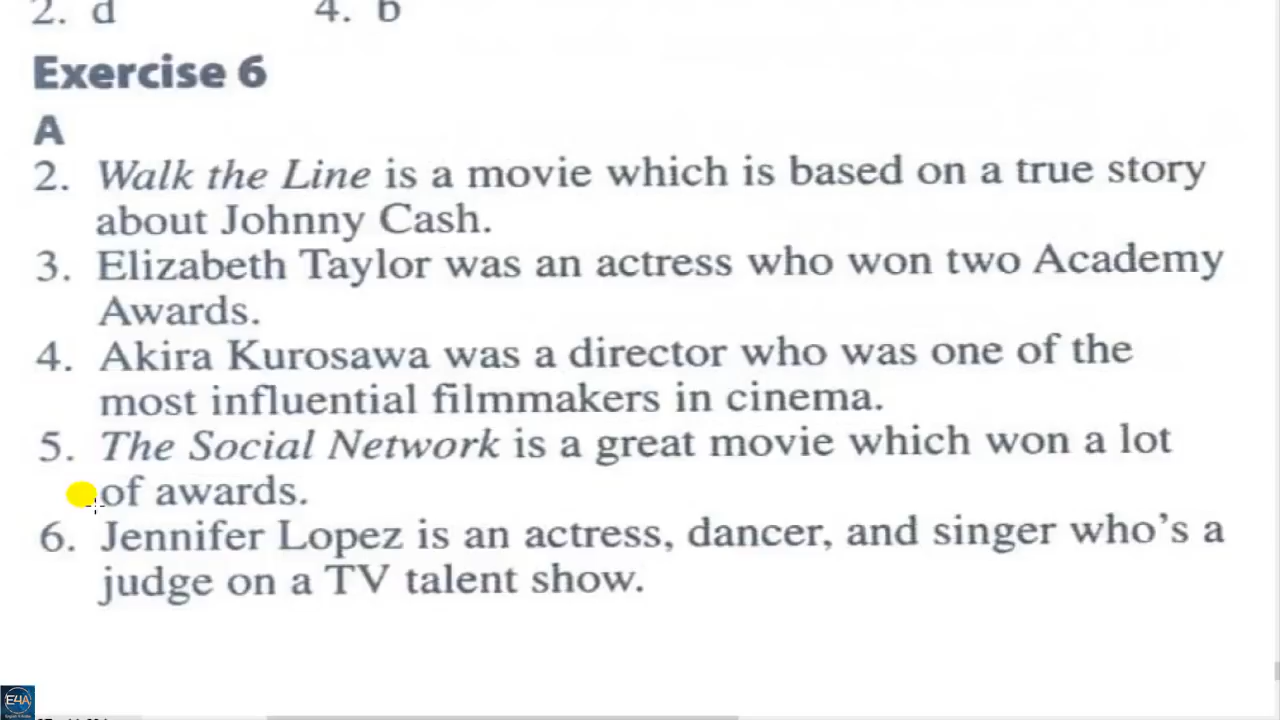 2. d 4. b
Exercise 6
A
2. Walk the Line is a movie which is based on a true story
about Johnny Cash.
3. Elizabeth Taylor was an actress who won two Academy
Awards.
4. Akira Kurosawa was a director who was one of the
most influential filmmakers in cinema.
5. The Social Network is a great movie which won a lot
of awards.
6. Jennifer Lopez is an actress, dancer, and singer who's a
judge on a TV talent show.
E4A